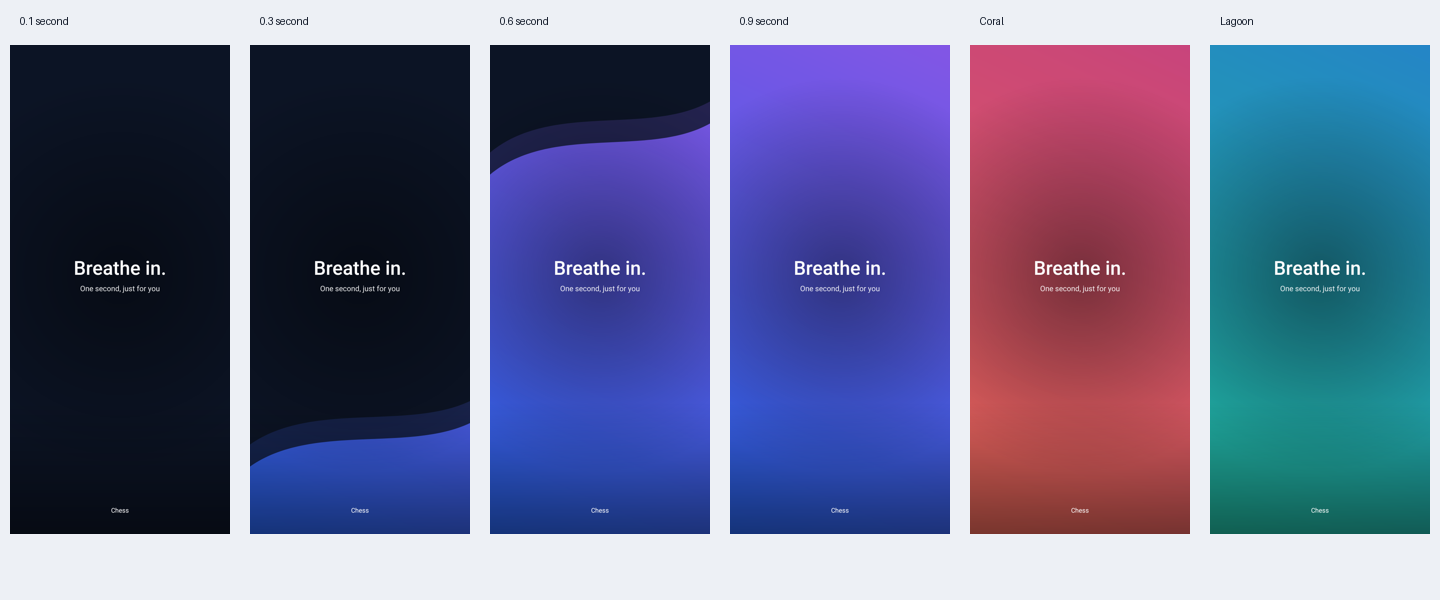 0.1 second
0.3 second
0.6 second
0.9 second
Coral
Lagoon
Breathe in.
One second, just for you
Chess
Breathe in.
One second, just for you
Chess
Breathe in.
One second, just for you
Chess
Breathe in.
One second, just for you
Chess
Breathe in.
One second, just for you
Chess
Breathe in.
One second, just for you
Chess